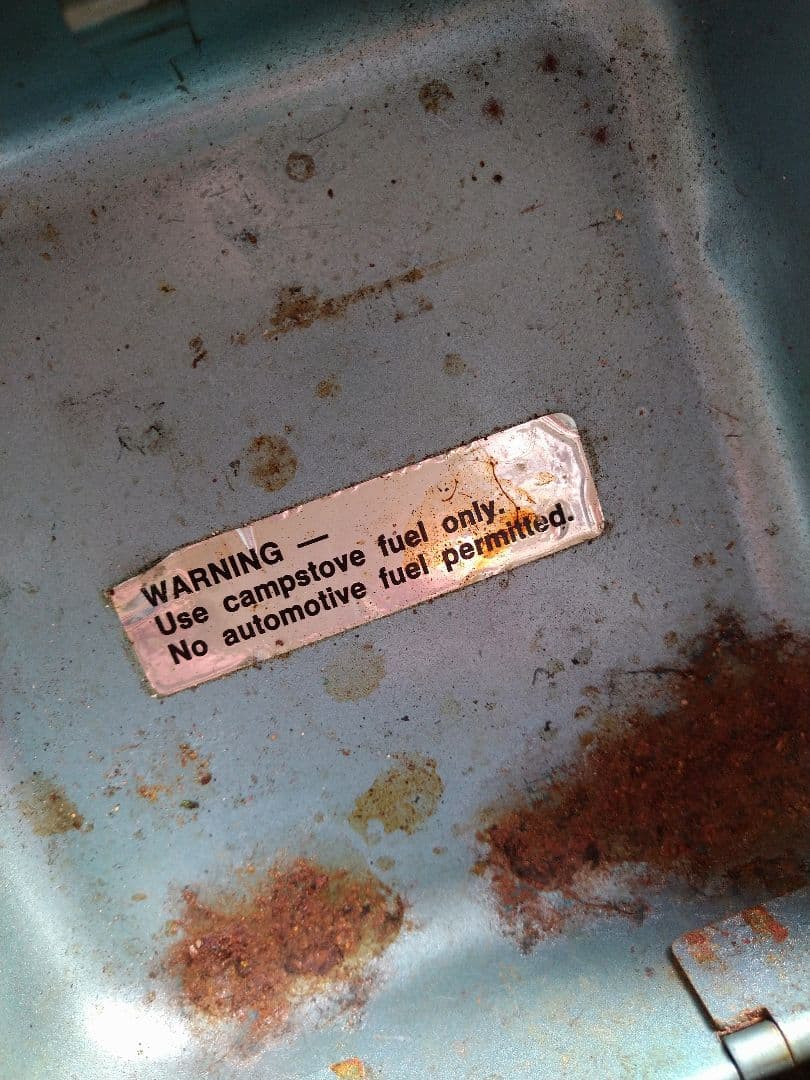 WARNING —
Use campstove fuel only.
No automotive fuel permitted.